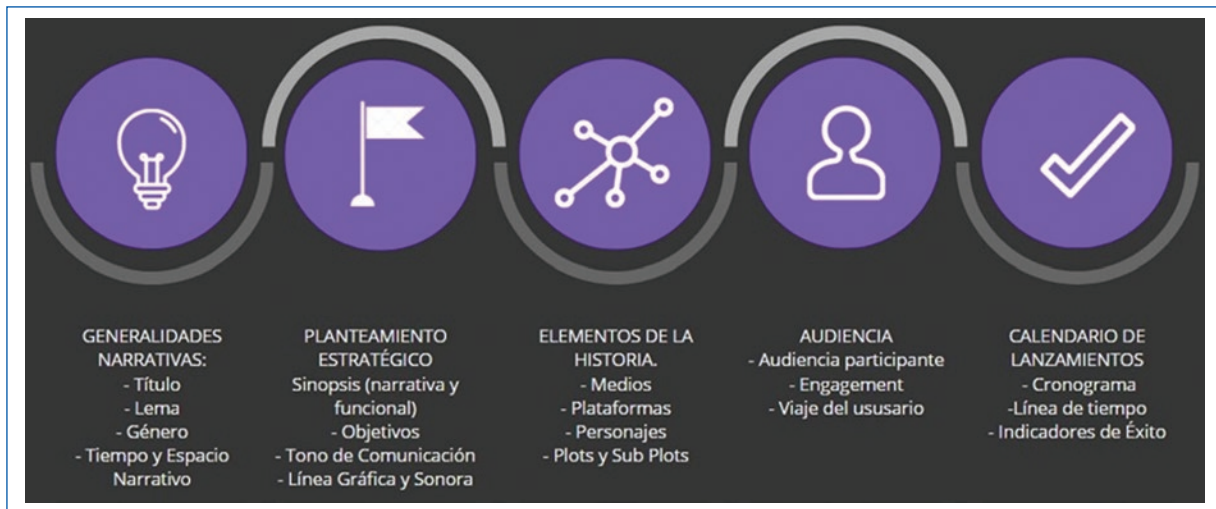 GENERALIDADES
NARRATIVAS:
- Título
- Lema
- Género
- Tiempo y Espacio
Narrativo
PLANTEAMIENTO
ESTRATÉGICO
Sinopsis (narrativa y
funcional)
- Objetivos
- Tono de Comunicación
- Línea Gráfica y Sonora
ELEMENTOS DE LA
HISTORIA.
- Medios
- Plataformas
- Personajes
- Plots y Sub Plots
AUDIENCIA
- Audiencia participante
- Engagement
- Viaje del ususario
CALENDARIO DE
LANZAMIENTOS
- Cronograma
-Línea de tiempo
- Indicadores de Éxito